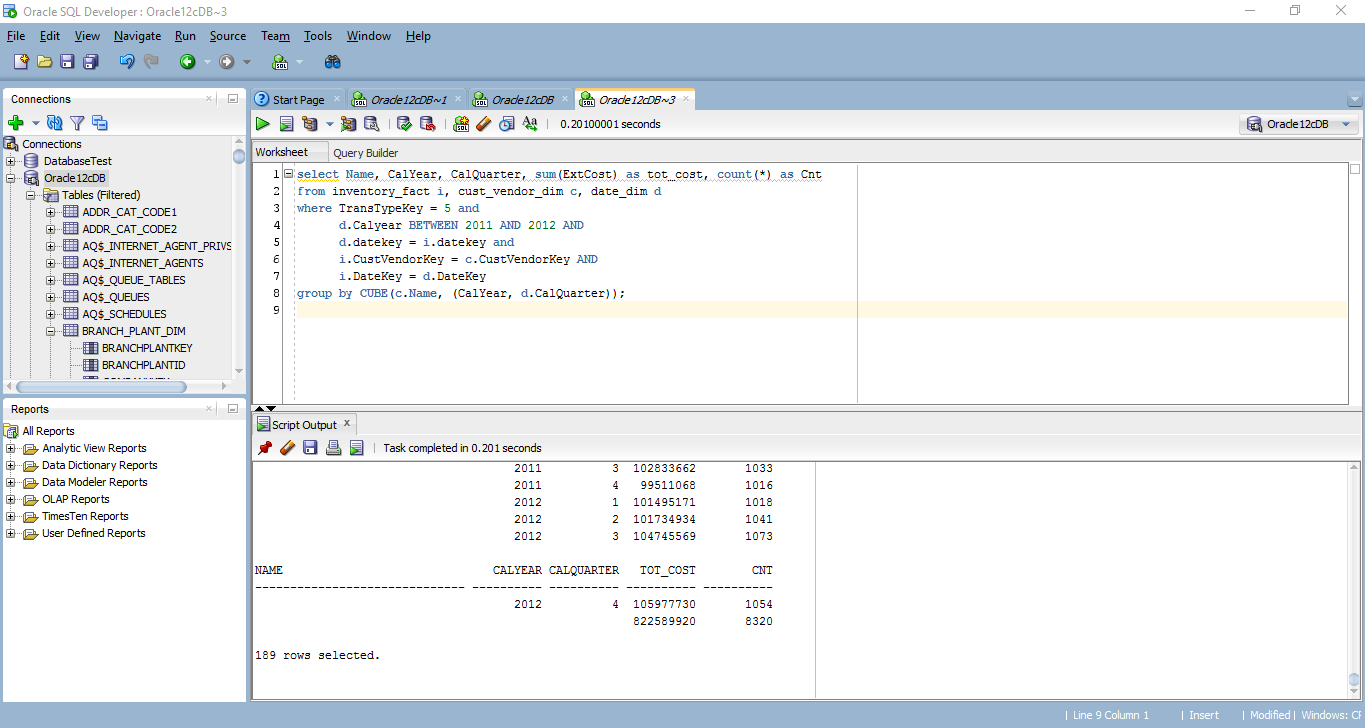 Oracle SQL Developer : Oracle12cDB~3
File Edit View Navigate Run Source Team Tools Window Help
Connections
Connections
DatabaseTest
Oracle12cDB
Tables (Filtered)
ADDR_CAT_CODE1
ADDR_CAT_CODE2
AQ$_INTERNET_AGENT_PRIVS
AQ$_INTERNET_AGENTS
AQ$_QUEUE_TABLES
AQ$_QUEUES
AQ$_SCHEDULES
BRANCH_PLANT_DIM
BRANCHPLANTKEY
BRANCHPLANTID
Reports
All Reports
Analytic View Reports
Data Dictionary Reports
Data Modeler Reports
OLAP Reports
TimesTen Reports
User Defined Reports
Start Page Oracle12cDB~1 Oracle12cDB Oracle12cDB~3
0.20100001 seconds Oracle12cDB
Worksheet Query Builder
1 select Name, CalYear, CalQuarter, sum(ExtCost) as tot_cost, count(*) as Cnt
2 from inventory_fact i, cust_vendor_dim c, date_dim d
3 where TransTypeKey = 5 and
4 d.Calyear BETWEEN 2011 AND 2012 AND
5 d.datekey = i.datekey and
6 i.CustVendorKey = c.CustVendorKey AND
7 i.DateKey = d.DateKey
8 group by CUBE(c.Name, (CalYear, d.CalQuarter));
9
Script Output x
Task completed in 0.201 seconds
2011 3 102833662 1033
2011 4 99511068 1016
2012 1 101495171 1018
2012 2 101734934 1041
2012 3 104745569 1073
NAME CALYEAR CALQUARTER TOT_COST CNT
------------------------------ ---------- ---------- ---------- ----------
2012 4 105977730 1054
822589920 8320
189 rows selected.
Line 9 Column 1 | Insert | Modified | Windows: CF